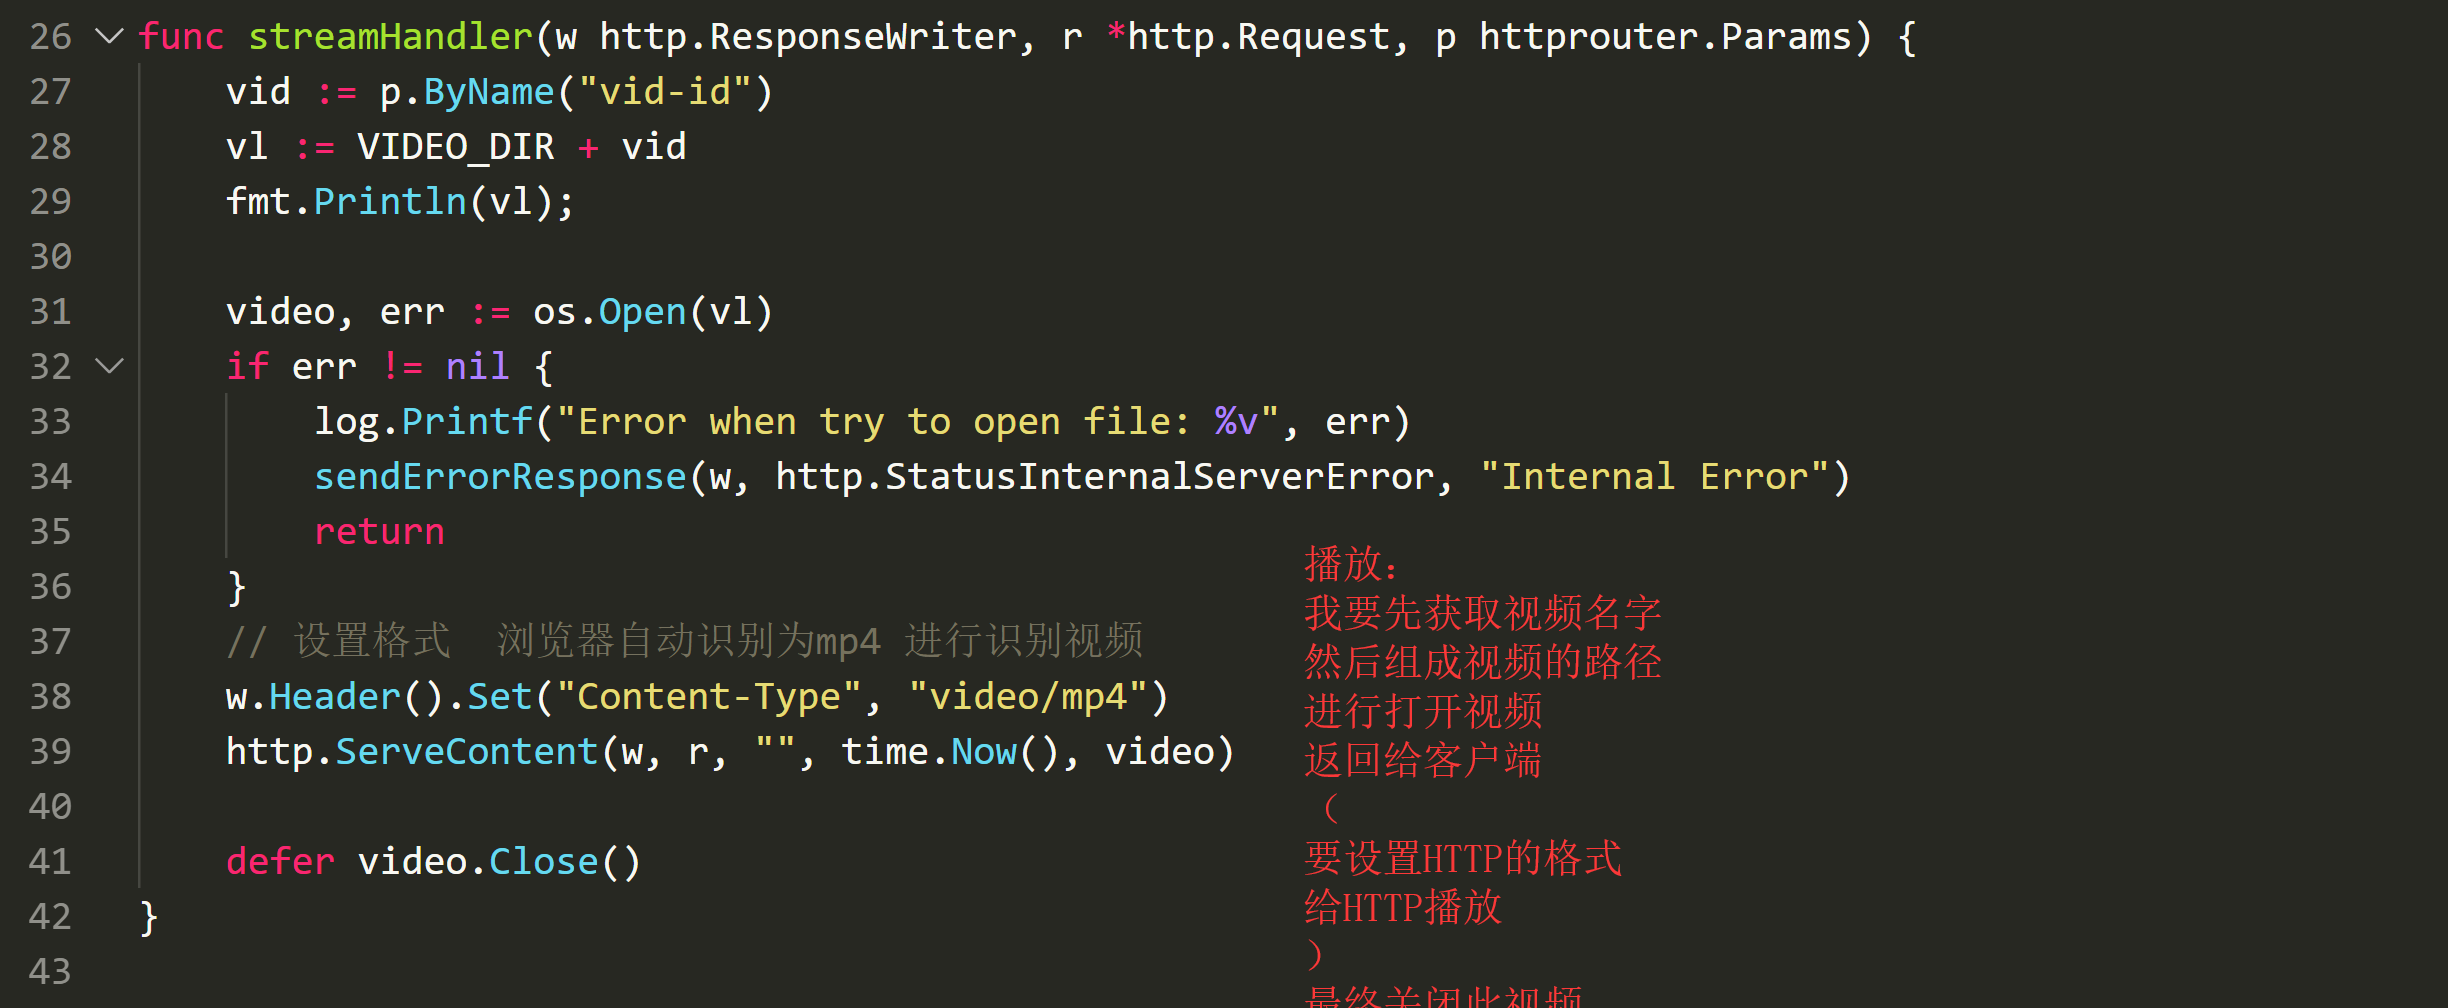 26 func streamHandler(w http.ResponseWriter, r *http.Request, p httprouter.Params) {
27     vid := p.ByName("vid-id")
28     vl := VIDEO_DIR + vid
29     fmt.Println(vl);
30
31     video, err := os.Open(vl)
32     if err != nil {
33         log.Printf("Error when try to open file: %v", err)
34         sendErrorResponse(w, http.StatusInternalServerError, "Internal Error")
35         return
36     }
37     // 设置格式  浏览器自动识别为mp4 进行识别视频
38     w.Header().Set("Content-Type", "video/mp4")
39     http.ServeContent(w, r, "", time.Now(), video)
40
41     defer video.Close()
42 }
43
播放：
我要先获取视频名字
然后组成视频的路径
进行打开视频
返回给客户端
（
要设置HTTP的格式
给HTTP播放
）
最终关闭此视频